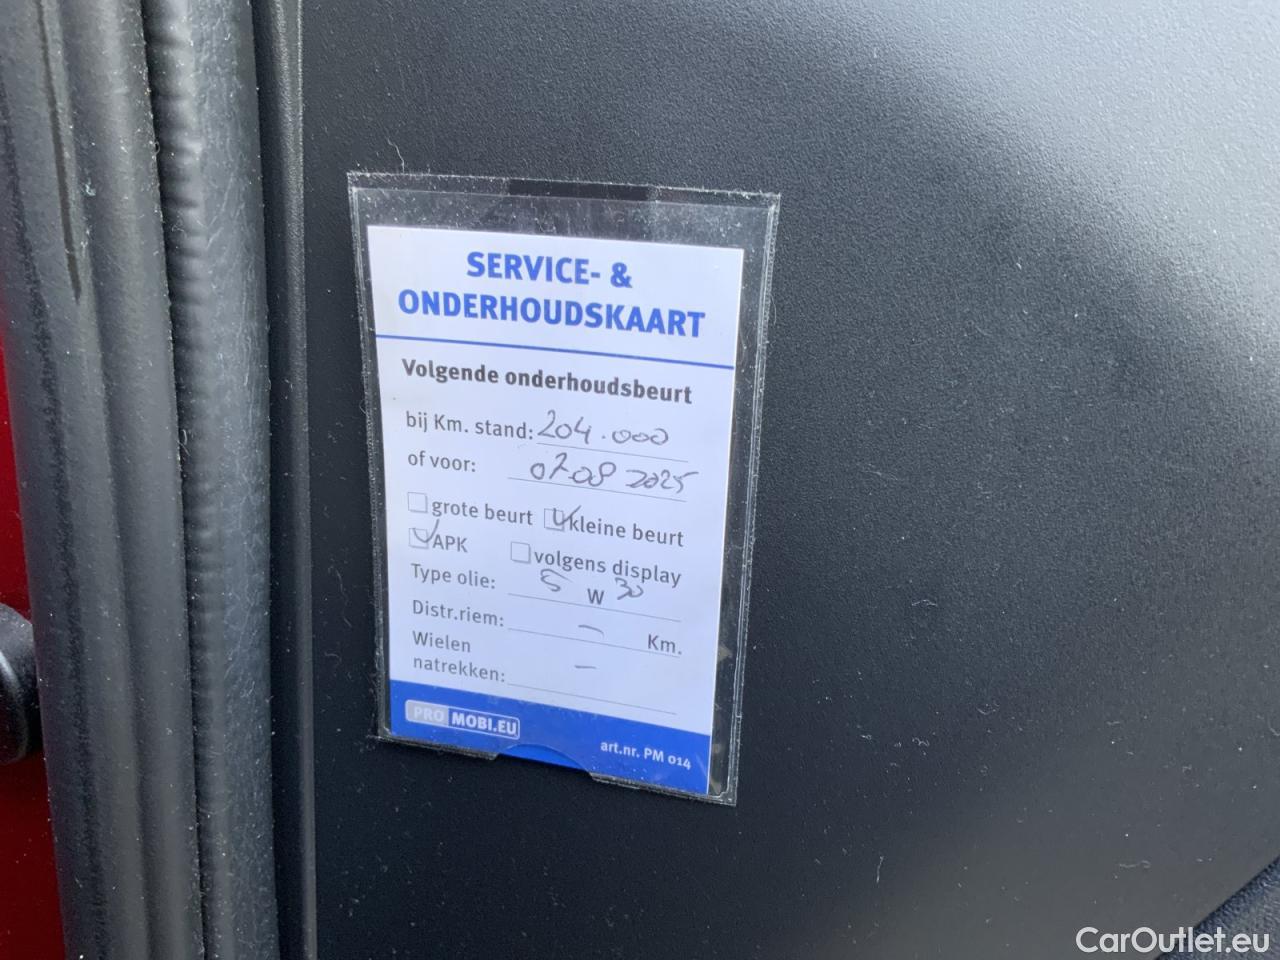 SERVICE- &
ONDERHOUDSKAART
Volgende onderhoudsbeurt
bij Km. stand: 204.000
of voor: 07-08 2025
grote beurt kleine beurt
APK volgens display
Type olie: 5 W 30
Distr.riem: – Km.
Wielen
natrekken: –
PRO MOBI.EU
art.nr. PM 014
CarOutlet.eu